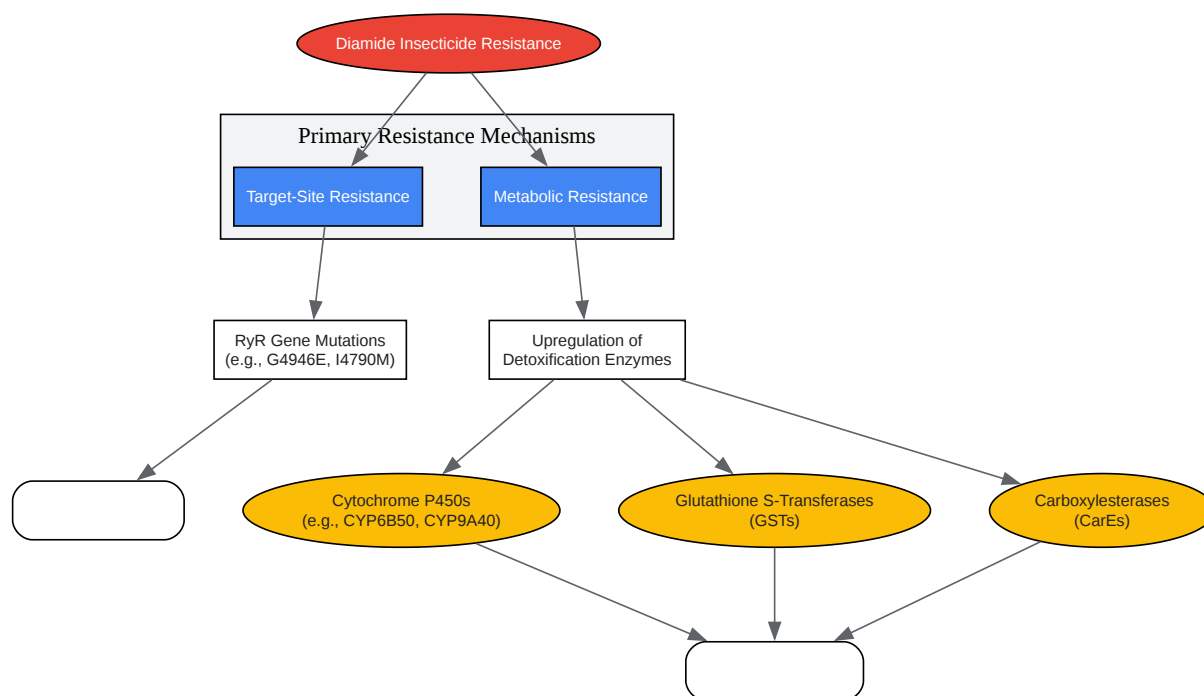 Diamide Insecticide Resistance
Primary Resistance Mechanisms
Target-Site Resistance
Metabolic Resistance
RyR Gene Mutations
(e.g., G4946E, I4790M)
Upregulation of
Detoxification Enzymes
Cytochrome P450s
(e.g., CYP6B50, CYP9A40)
Glutathione S-Transferases
(GSTs)
Carboxylesterases
(CarEs)